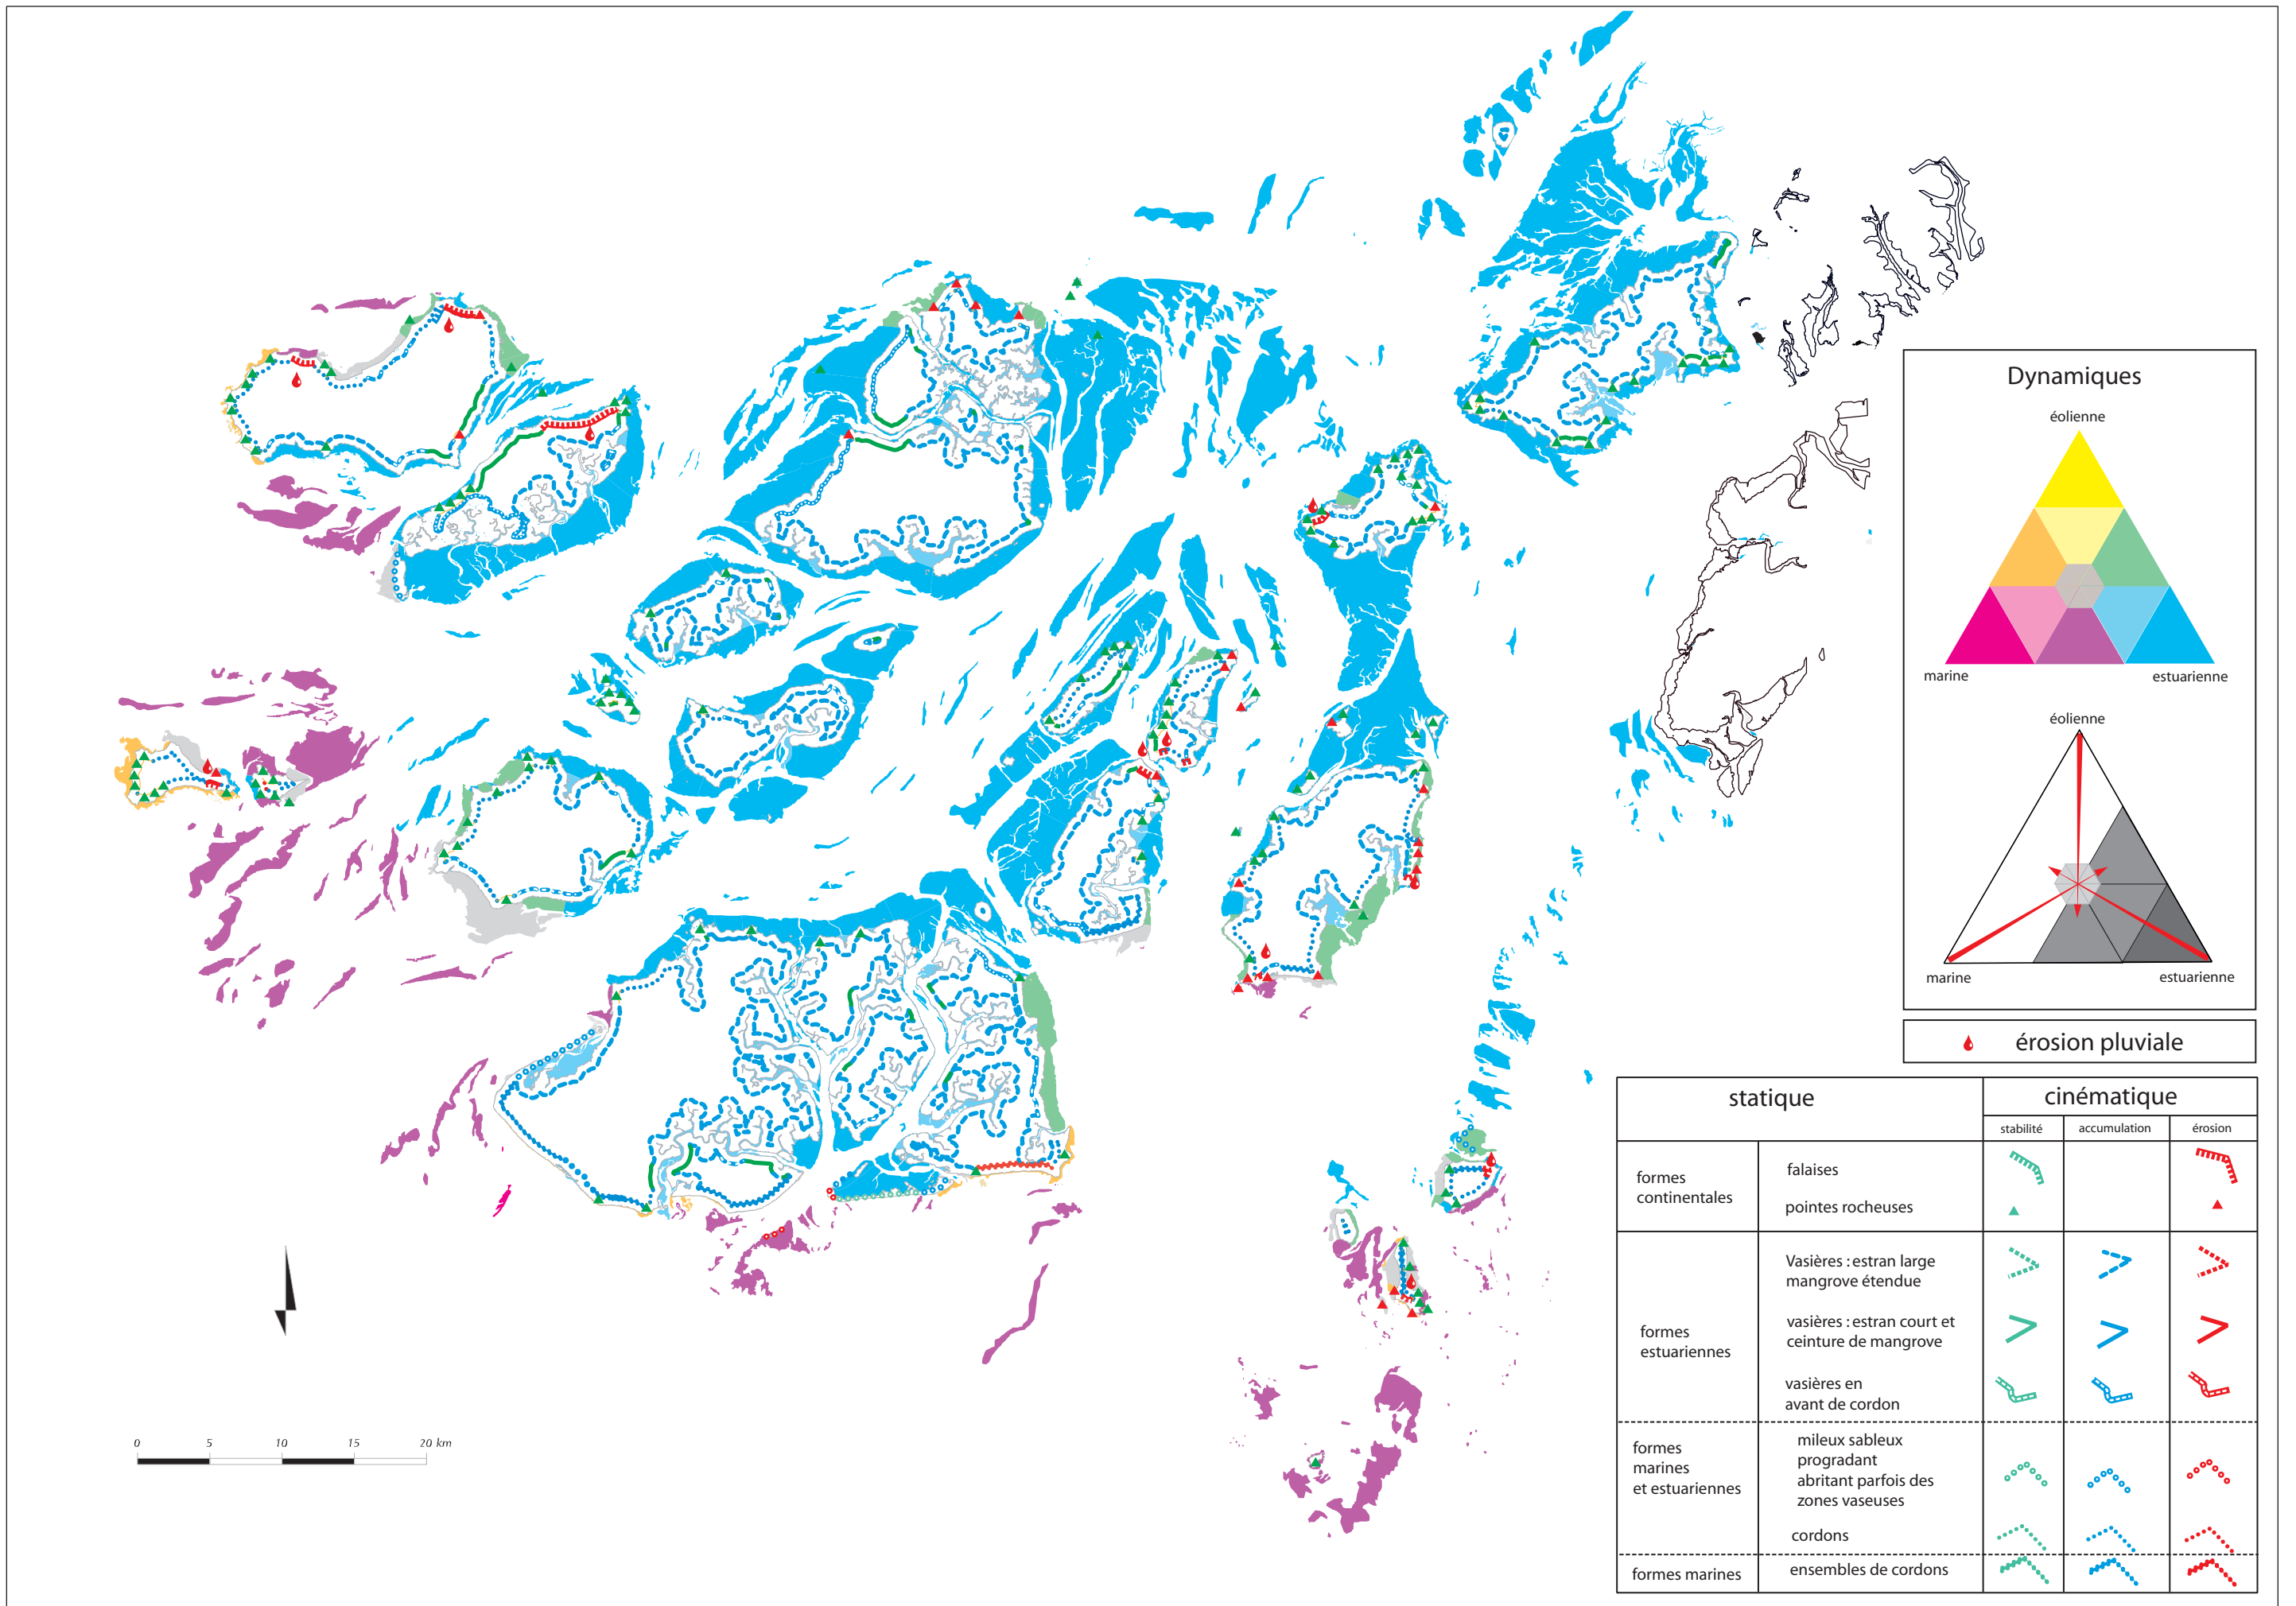 Dynamiques
éolienne
marine
estuarienne
éolienne
marine
estuarienne
érosion pluviale
statique
cinématique
stabilité
accumulation
érosion
formes
continentales
falaises
pointes rocheuses
formes
estuariennes
Vasières : estran large
mangrove étendue
vasières : estran court et
ceinture de mangrove
vasières en
avant de cordon
formes
marines
et estuariennes
mileux sableux
progradant
abritant parfois des
zones vaseuses
cordons
formes marines
ensembles de cordons
0 5 10 15 20 km